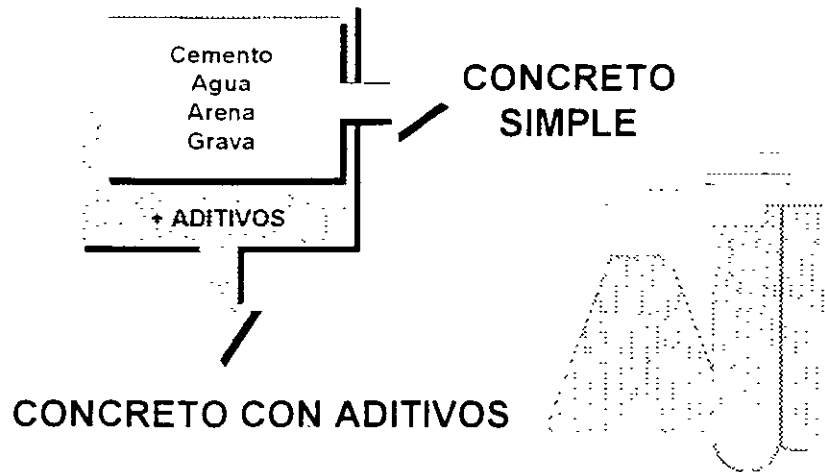 Cemento
Agua
Arena
Grava
CONCRETO
SIMPLE
+ ADITIVOS
CONCRETO CON ADITIVOS